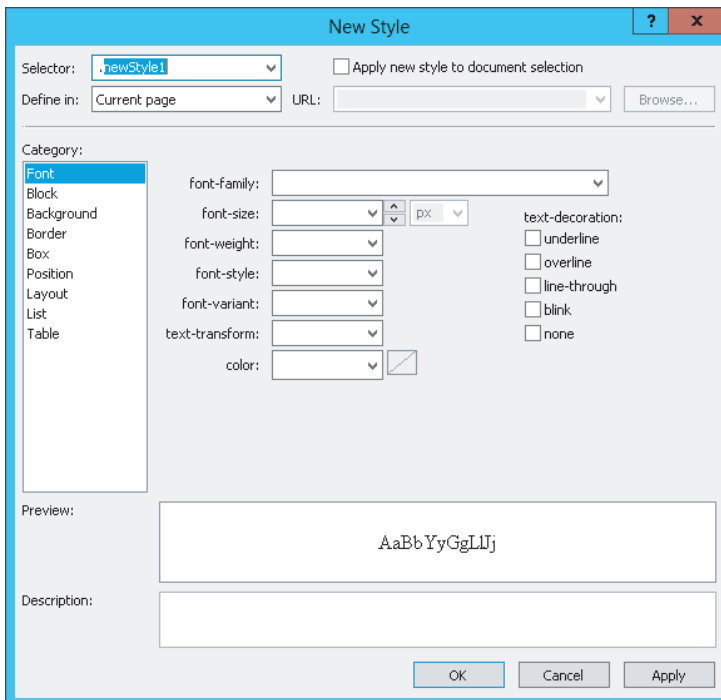 New Style
?
x
Selector: .newStyle1
Apply new style to document selection
Define in: Current page
URL:
Browse...
Category:
Font
Block
Background
Border
Box
Position
Layout
List
Table
font-family:
font-size:
px
font-weight:
font-style:
font-variant:
text-transform:
color:
text-decoration:
underline
overline
line-through
blink
none
Preview:
AaBbYyGgLlJj
Description:
OK
Cancel
Apply